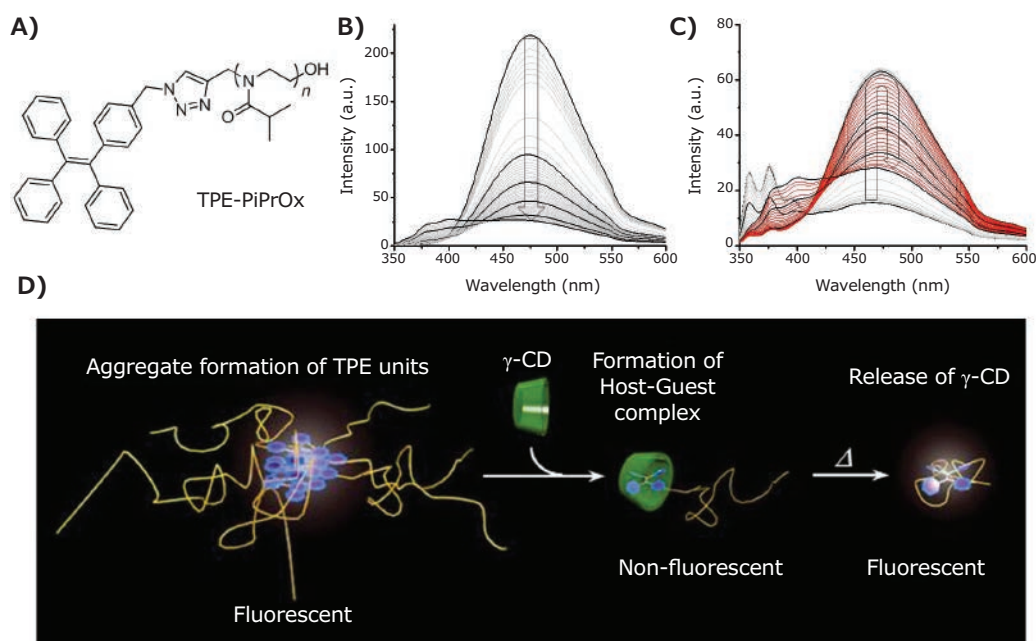 A)
OH
n
N
N
N
N
O
TPE-PiPrOx
B)
Intensity (a.u.)
200
150
100
50
0
350 400 450 500 550 600
Wavelength (nm)
C)
Intensity (a.u.)
80
60
40
20
0
350 400 450 500 550 600
Wavelength (nm)
D)
Aggregate formation of TPE units
Fluorescent
γ-CD
Formation of
Host-Guest
complex
Non-fluorescent
Δ
Release of γ-CD
Fluorescent